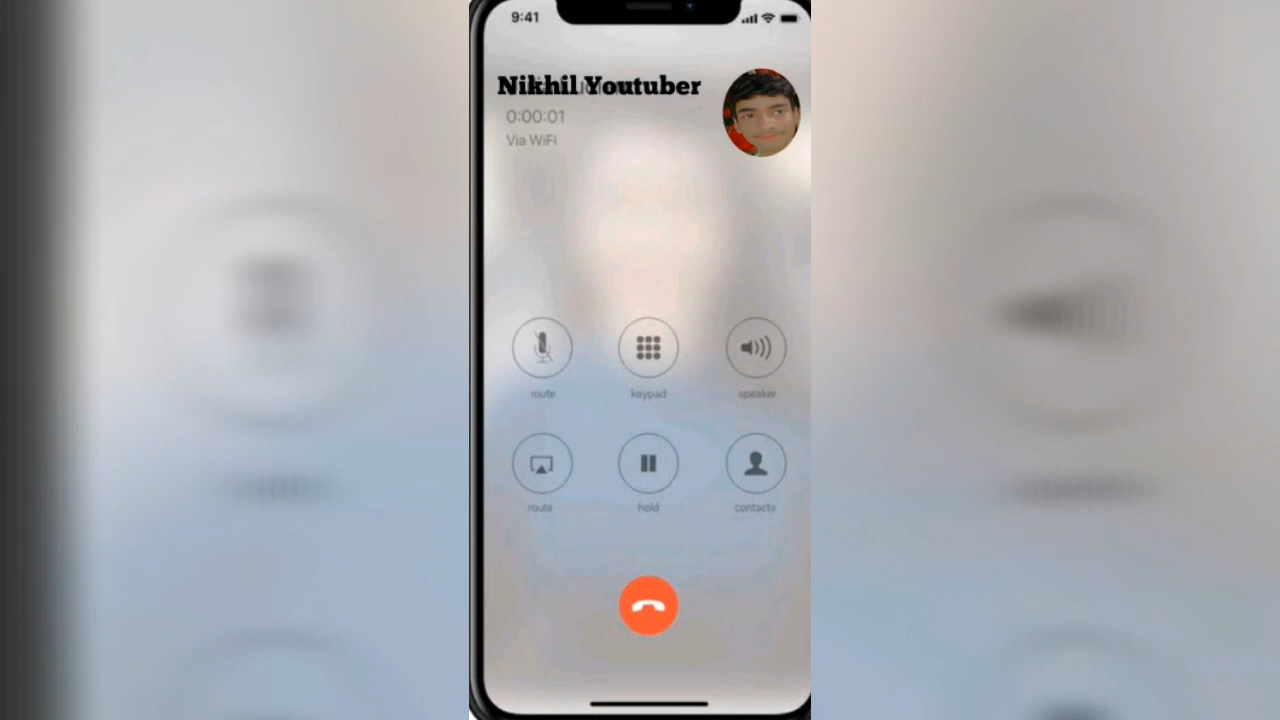 9:41
Nikhil Youtuber
0:00:01
Via WiFi
mute keypad speaker
route hold contacts